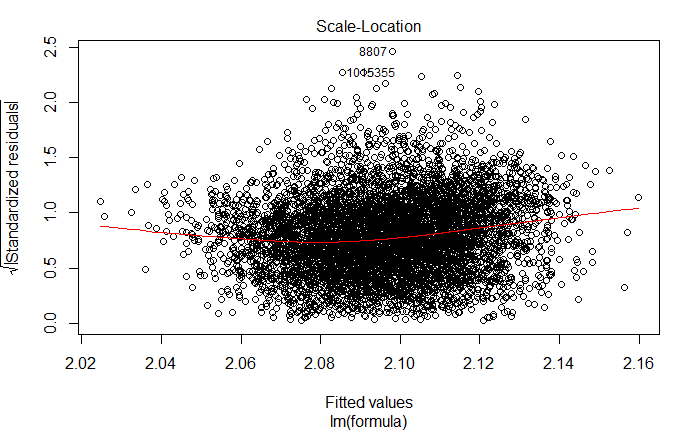 Scale-Location
√|Standardized residuals|
2.5
2.0
1.5
1.0
0.5
0.0
8807
2.02 2.04 2.06 2.08 2.10 2.12 2.14 2.16
Fitted values
lm(formula)